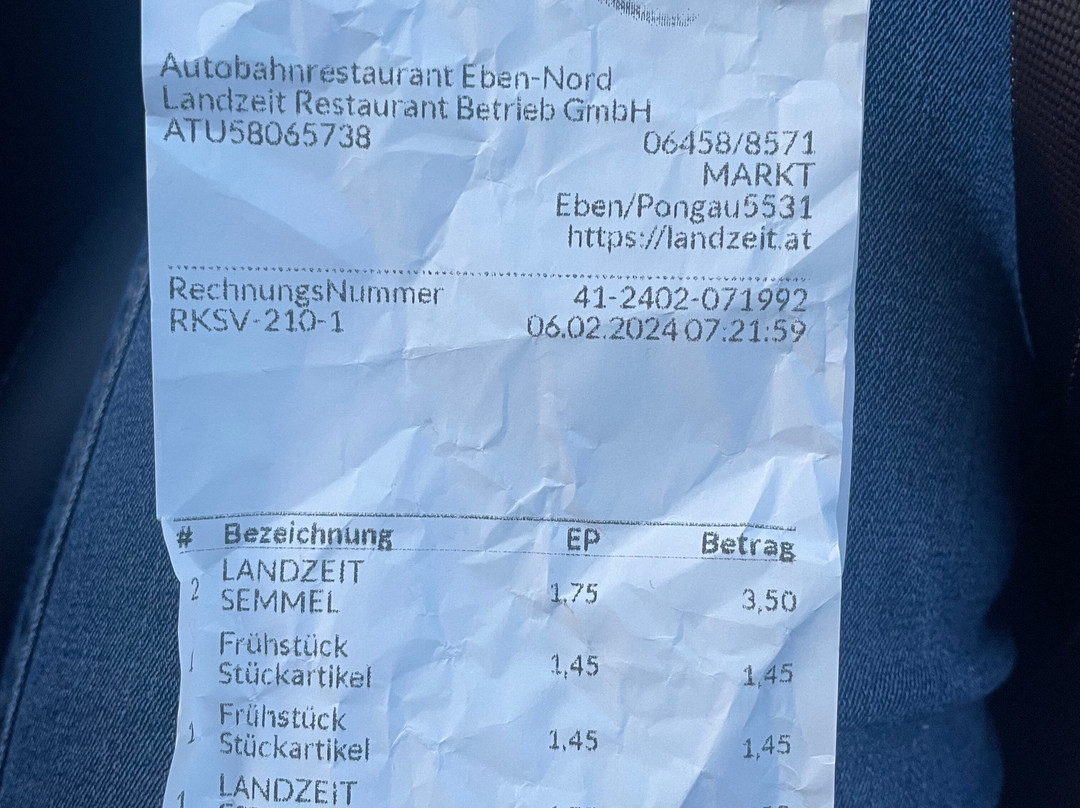 Autobahnrestaurant Eben-Nord
Landzeit Restaurant Betrieb GmbH
ATU58065738
06458/8571
MARKT
Eben/Pongau5531
https://landzeit.at
RechnungsNummer 41-2402-071992
RKSV-210-1 06.02.2024 07:21:59
# Bezeichnung EP Betrag
LANDZEIT
2 SEMMEL 1,75 3,50
Frühstück
1 Stückartikel 1,45 1,45
Frühstück
1 Stückartikel 1,45 1,45
LANDZEIT
1